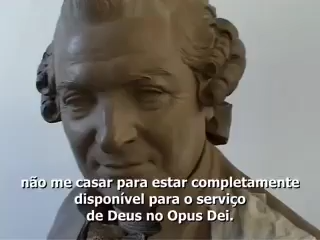 não me casar para estar completamente
disponível para o serviço
de Deus no Opus Dei.